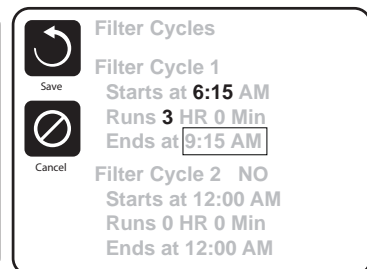 Filter Cycles
Save
Filter Cycle 1
Starts at 6:15 AM
Runs 3 HR 0 Min
Ends at 9:15 AM
Cancel
Filter Cycle 2 NO
Starts at 12:00 AM
Runs 0 HR 0 Min
Ends at 12:00 AM